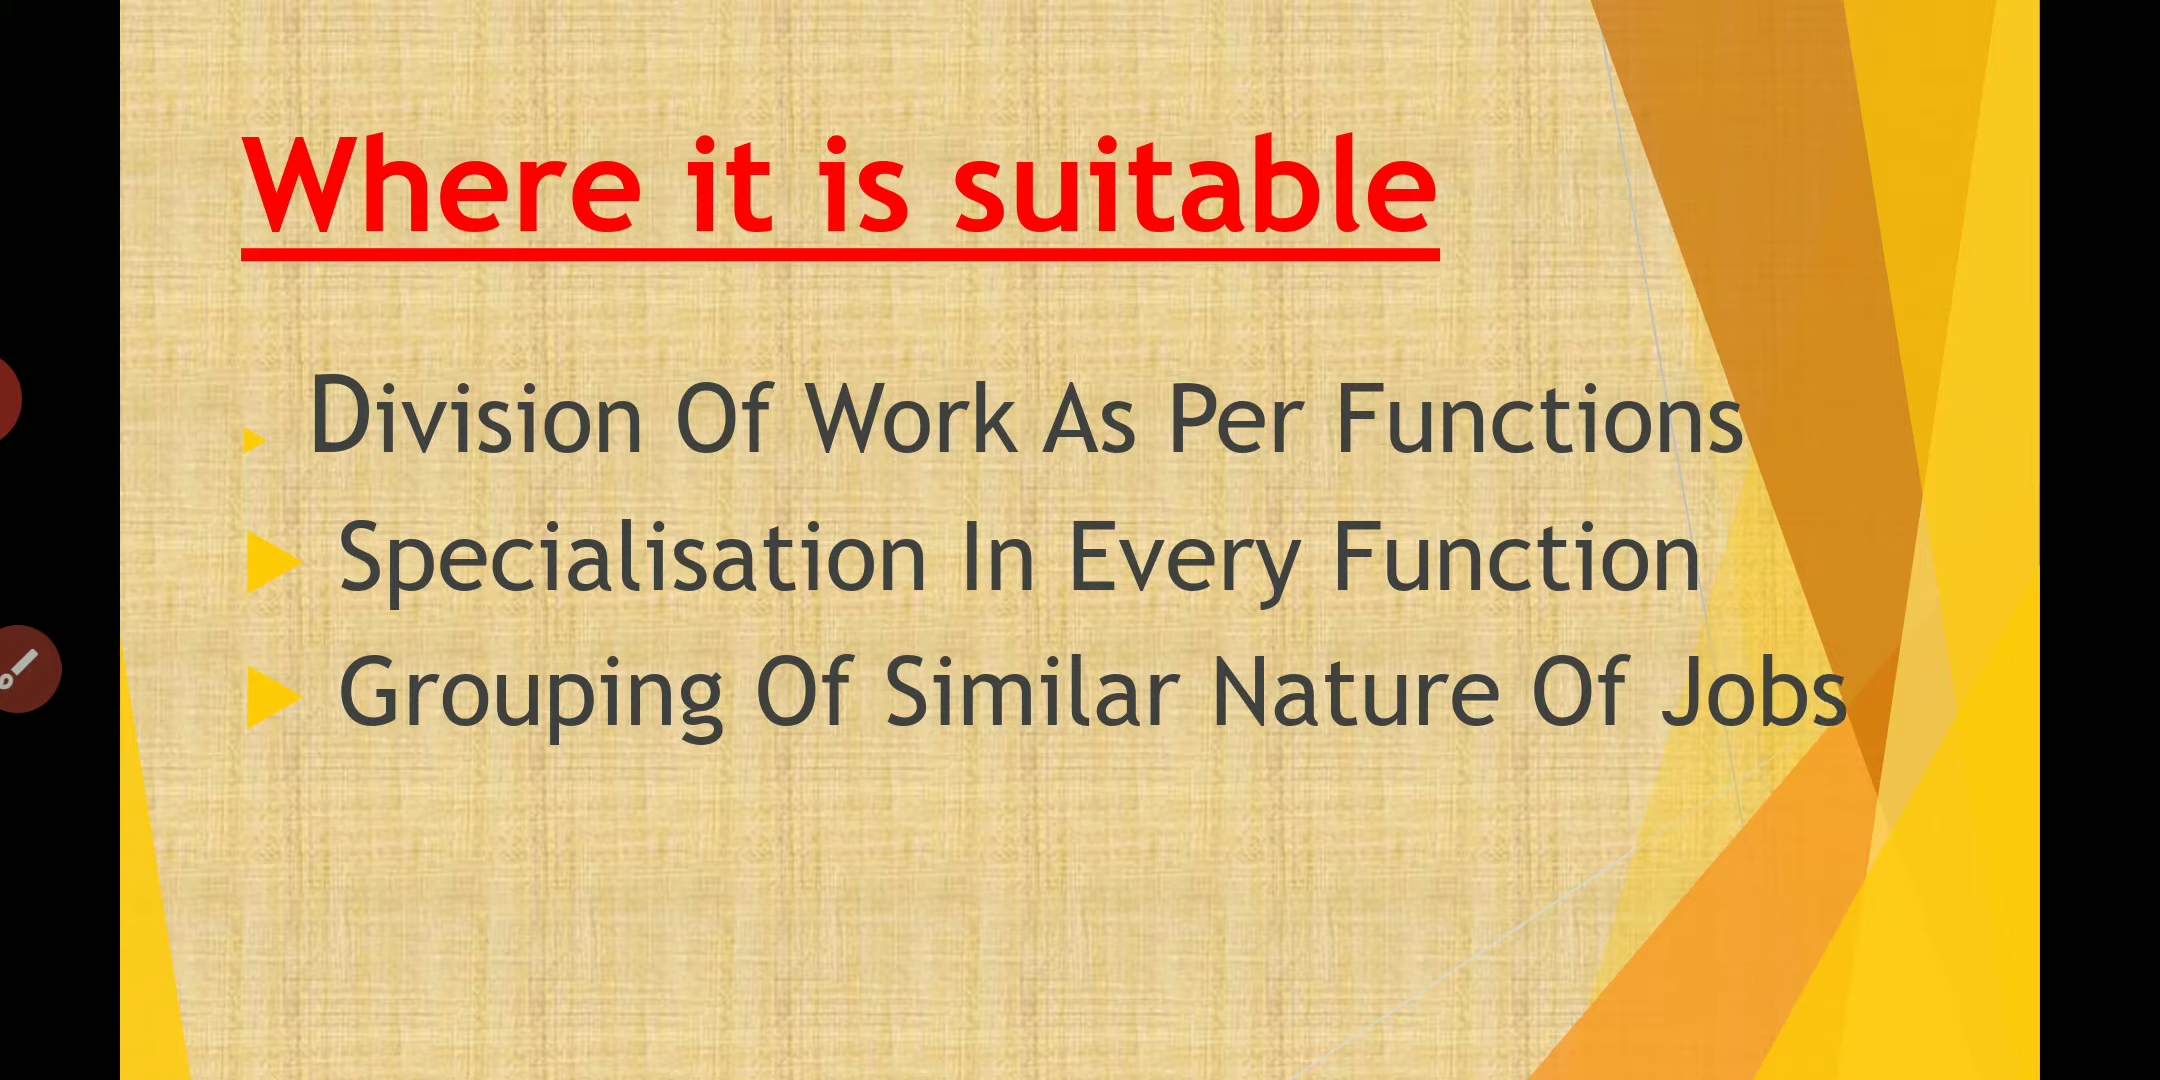 Where it is suitable
Division Of Work As Per Functions
Specialisation In Every Function
Grouping Of Similar Nature Of Jobs